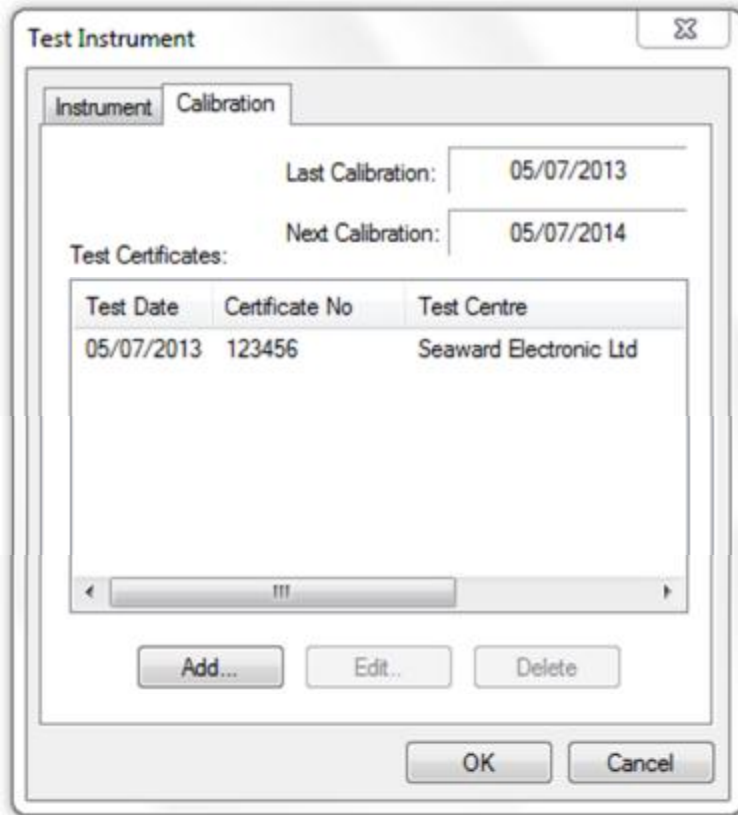 Test Instrument
Instrument Calibration
Last Calibration: 05/07/2013
Next Calibration: 05/07/2014
Test Certificates:
Test Date Certificate No Test Centre
05/07/2013 123456 Seaward Electronic Ltd
Add... Edit... Delete
OK Cancel